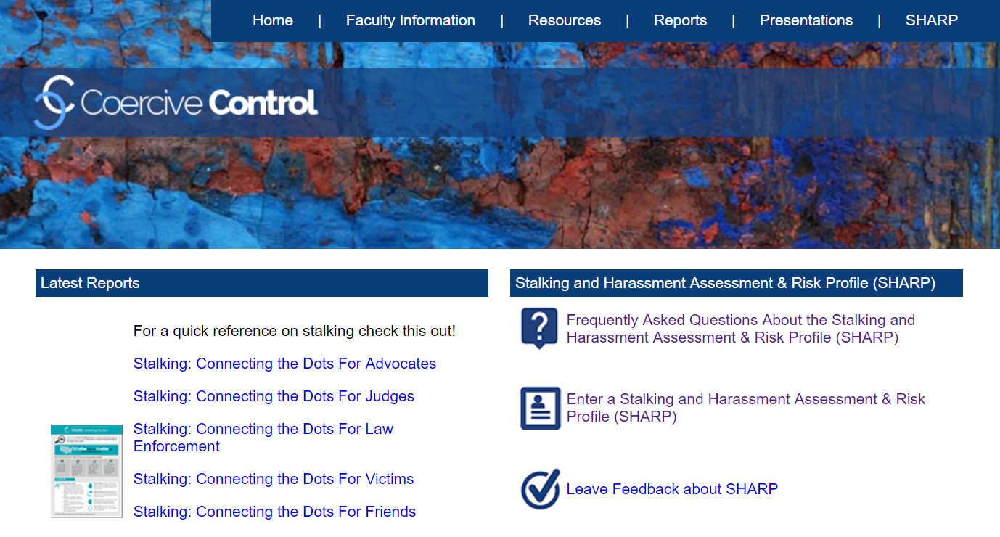 Home | Faculty Information | Resources | Reports | Presentations | SHARP
Coercive Control
Latest Reports
For a quick reference on stalking check this out!
Stalking: Connecting the Dots For Advocates
Stalking: Connecting the Dots For Judges
Stalking: Connecting the Dots For Law
Enforcement
Stalking: Connecting the Dots For Victims
Stalking: Connecting the Dots For Friends
Stalking and Harassment Assessment & Risk Profile (SHARP)
Frequently Asked Questions About the Stalking and
Harassment Assessment & Risk Profile (SHARP)
Enter a Stalking and Harassment Assessment & Risk
Profile (SHARP)
Leave Feedback about SHARP